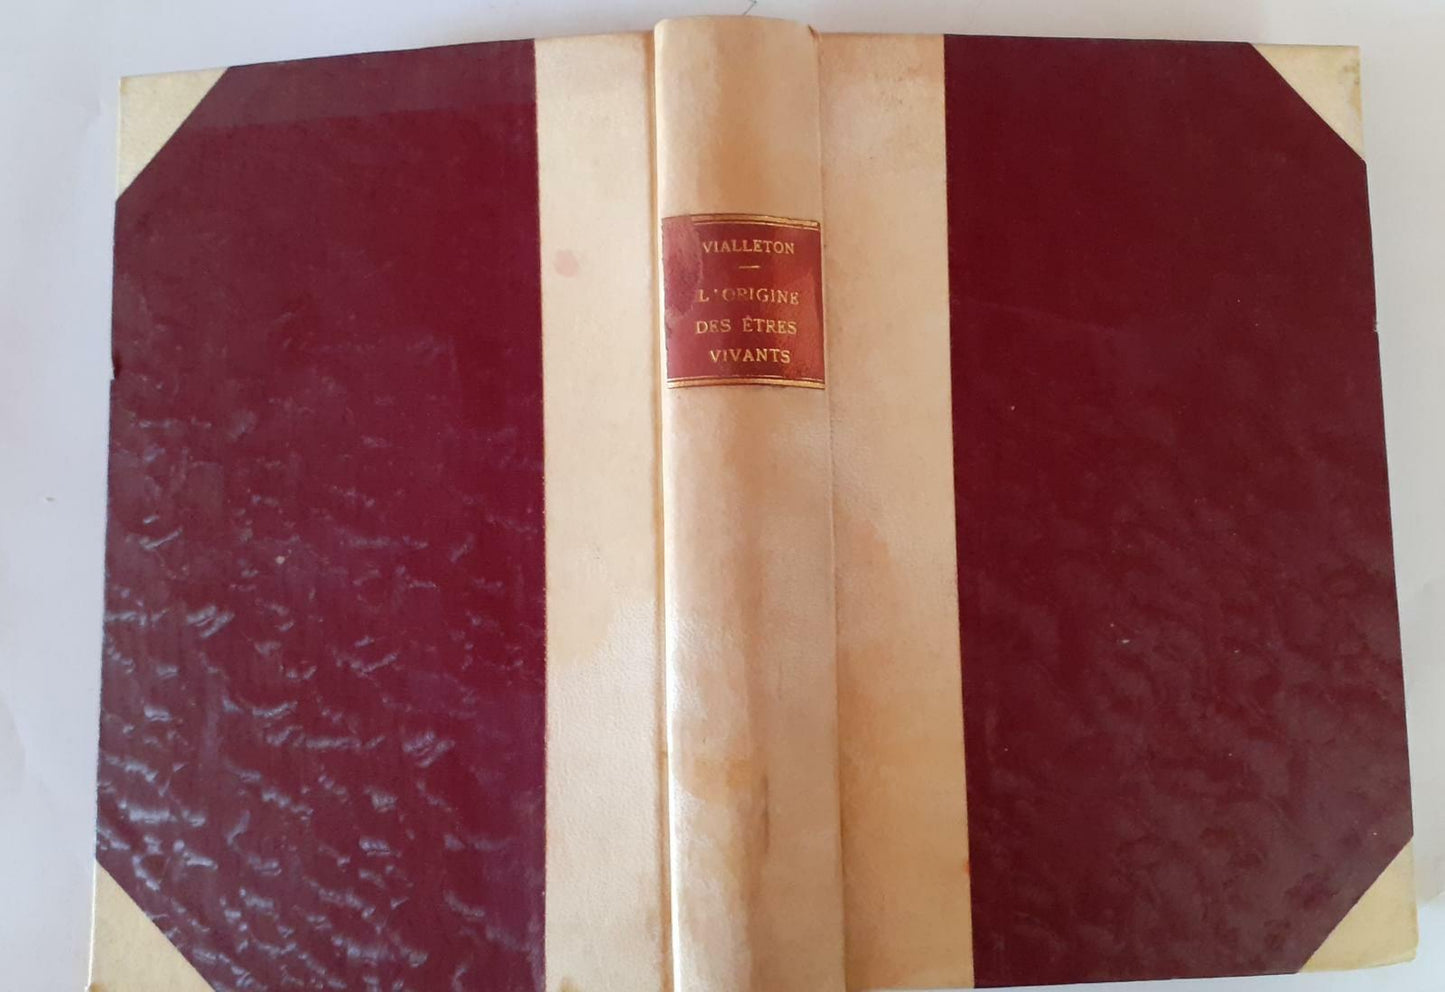 VIALLETON
L'ORIGINE
DES ÊTRES
VIVANTS